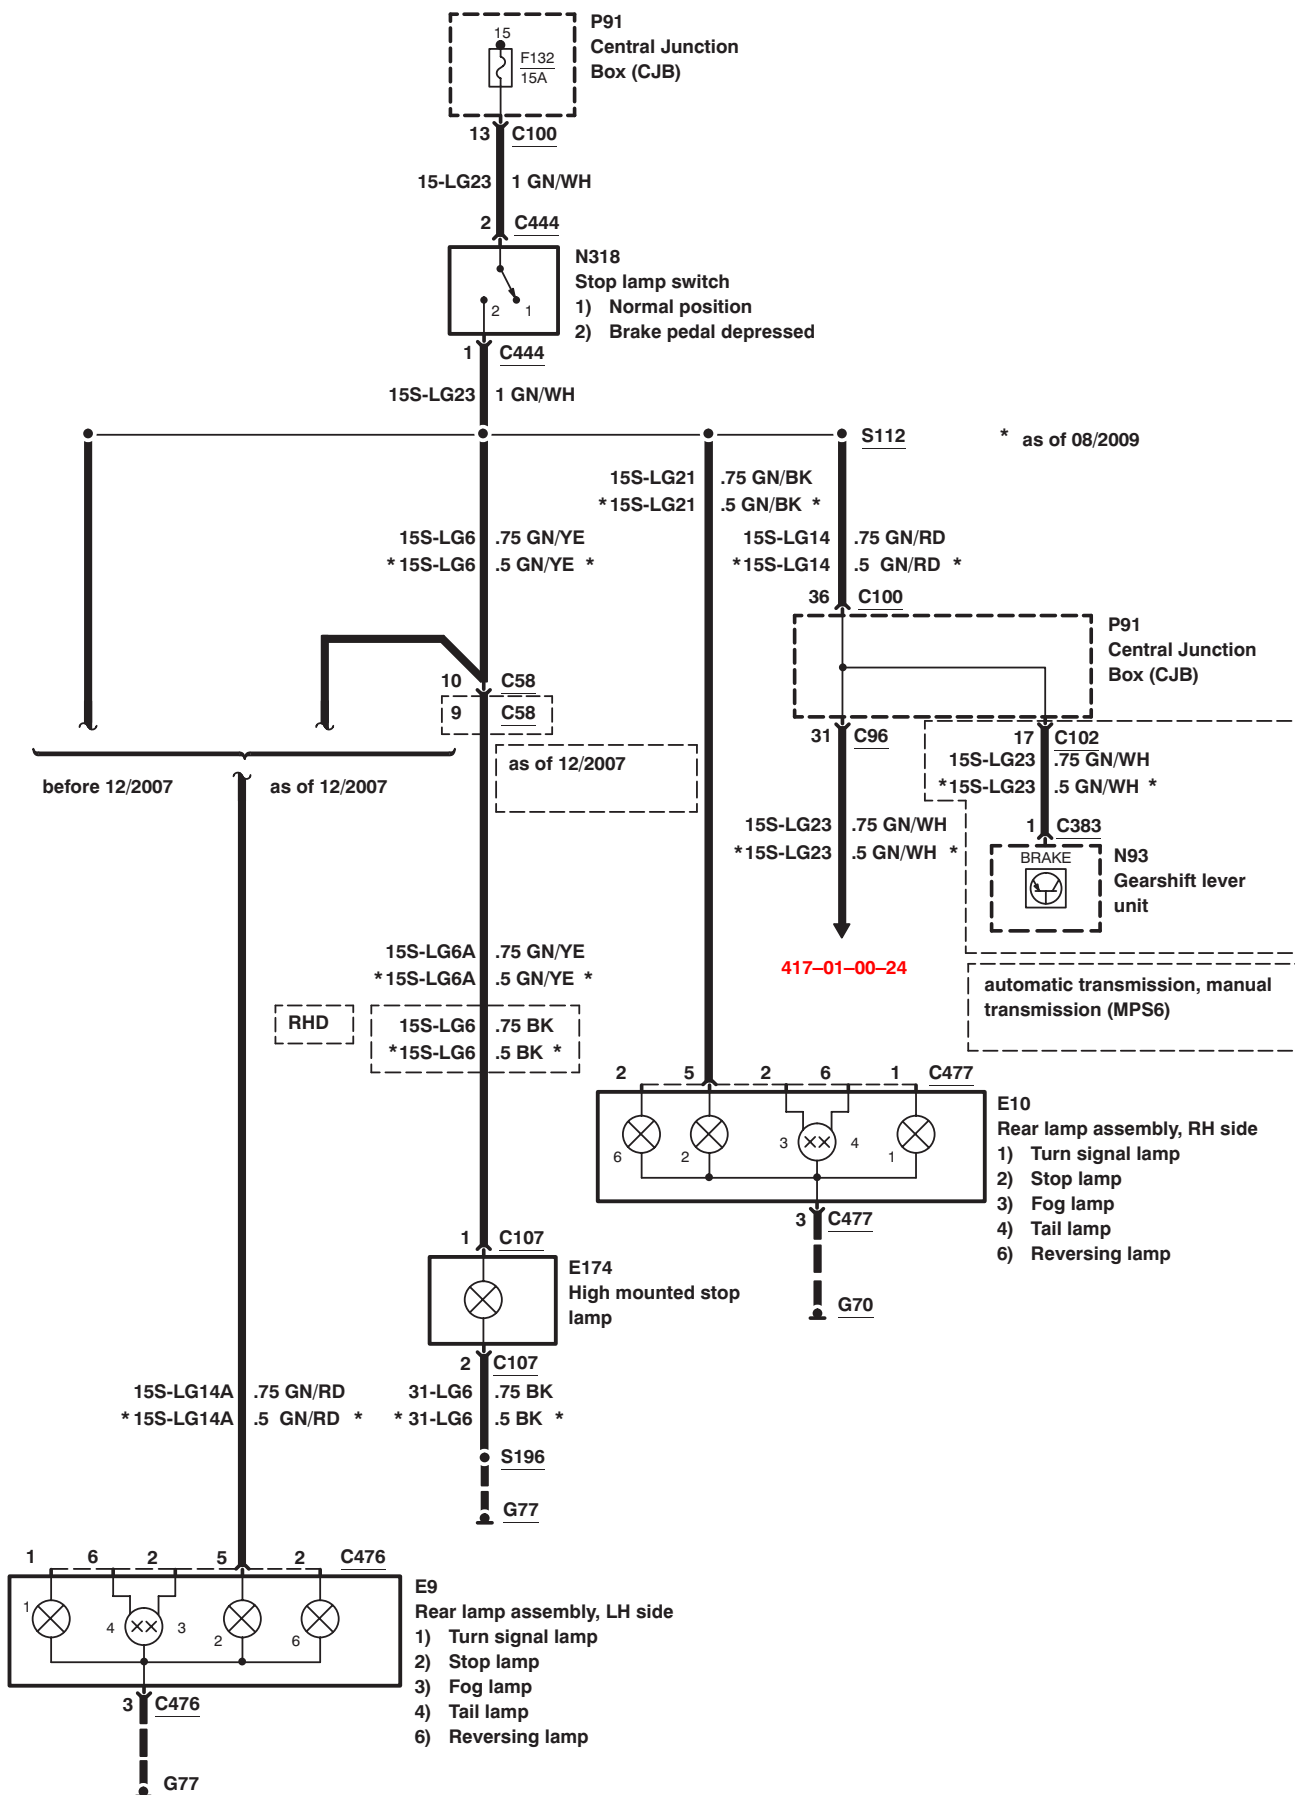 P91
15
Central Junction
F132
Box (CJB)
15A
13 C100
15-LG23 1 GN/WH
2 C444
N318
Stop lamp switch
1) Normal position
2 1
2) Brake pedal depressed
1 C444
15S-LG23 1 GN/WH
S112 * as of 08/2009
15S-LG21 .75 GN/BK
*15S-LG21 .5 GN/BK *
15S-LG6 .75 GN/YE 15S-LG14 .75 GN/RD
*15S-LG6 .5 GN/YE * *15S-LG14 .5 GN/RD *
36 C100
P91
Central Junction
Box (CJB)
10 C58
9 C58
31 C96 17 C102
before 12/2007 as of 12/2007 as of 12/2007
15S-LG23 .75 GN/WH
*15S-LG23 .5 GN/WH *
15S-LG23 .75 GN/WH 1 C383
*15S-LG23 .5 GN/WH * BRAKE N93
Gearshift lever
unit
15S-LG6A .75 GN/YE
*15S-LG6A .5 GN/YE *
417–01–00–24
automatic transmission, manual
transmission (MPS6)
RHD 15S-LG6 .75 BK
*15S-LG6 .5 BK *
2 5 2 6 1 C477
E10
Rear lamp assembly, RH side
6 2 3 4 1
1) Turn signal lamp
2) Stop lamp
3) Fog lamp
4) Tail lamp
6) Reversing lamp
3 C477
G70
1 C107
E174
High mounted stop
lamp
2 C107
15S-LG14A .75 GN/RD 31-LG6 .75 BK
*15S-LG14A .5 GN/RD * * 31-LG6 .5 BK *
S196
G77
1 6 2 5 2 C476
E9
Rear lamp assembly, LH side
1 4 3 2 6
1) Turn signal lamp
2) Stop lamp
3) Fog lamp
4) Tail lamp
6) Reversing lamp
3 C476
G77